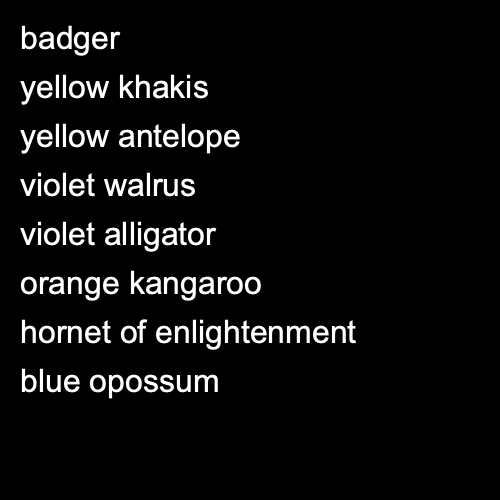 badger
yellow khakis
yellow antelope
violet walrus
violet alligator
orange kangaroo
hornet of enlightenment
blue opossum